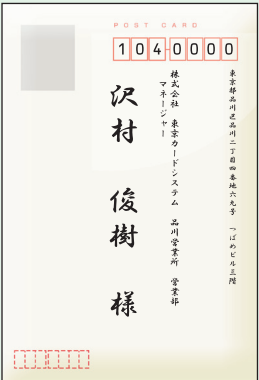 POST CARD
104-0000
東京都品川区品川二丁目四番地六九号　つばめビル三階
株式会社　東京カードシステム　品川営業所　営業部
マネージャー
沢村　俊樹　様